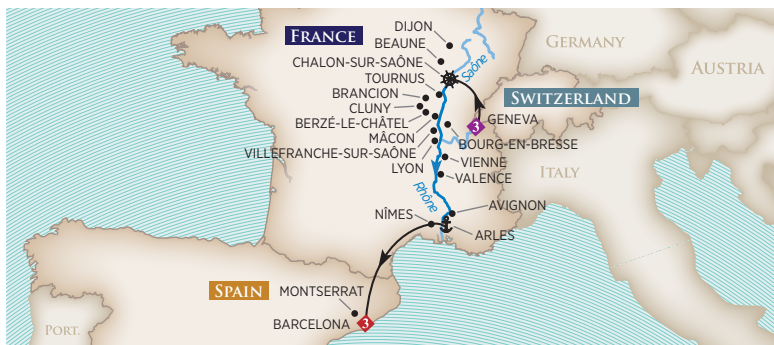 DIJON
FRANCE
GERMANY
BEAUNE
CHALON-SUR-SAÔNE
Saône
AUSTRIA
TOURNUS
BRANCION
SWITZERLAND
CLUNY
3
GENEVA
BERZÉ-LE-CHÂTEL
MÂCON
BOURG-EN-BRESSE
VILLEFRANCHE-SUR-SAÔNE
VIENNE
LYON
ITALY
VALENCE
Rhône
AVIGNON
NÎMES
ARLES
SPAIN
MONTSERRAT
BARCELONA
3
PORT.